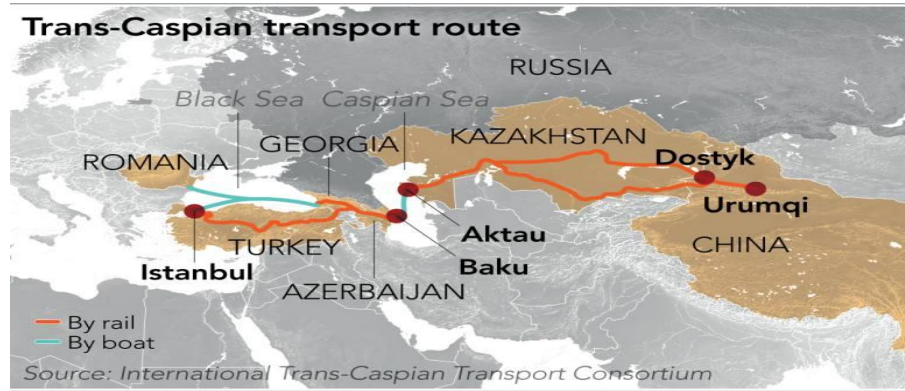 Trans-Caspian transport route
RUSSIA
Black Sea Caspian Sea
GEORGIA
KAZAKHSTAN
ROMANIA
Dostyk
Urumqi
Aktau
CHINA
TURKEY
Baku
Istanbul
AZERBAIJAN
By rail
By boat
Source: International Trans-Caspian Transport Consortium